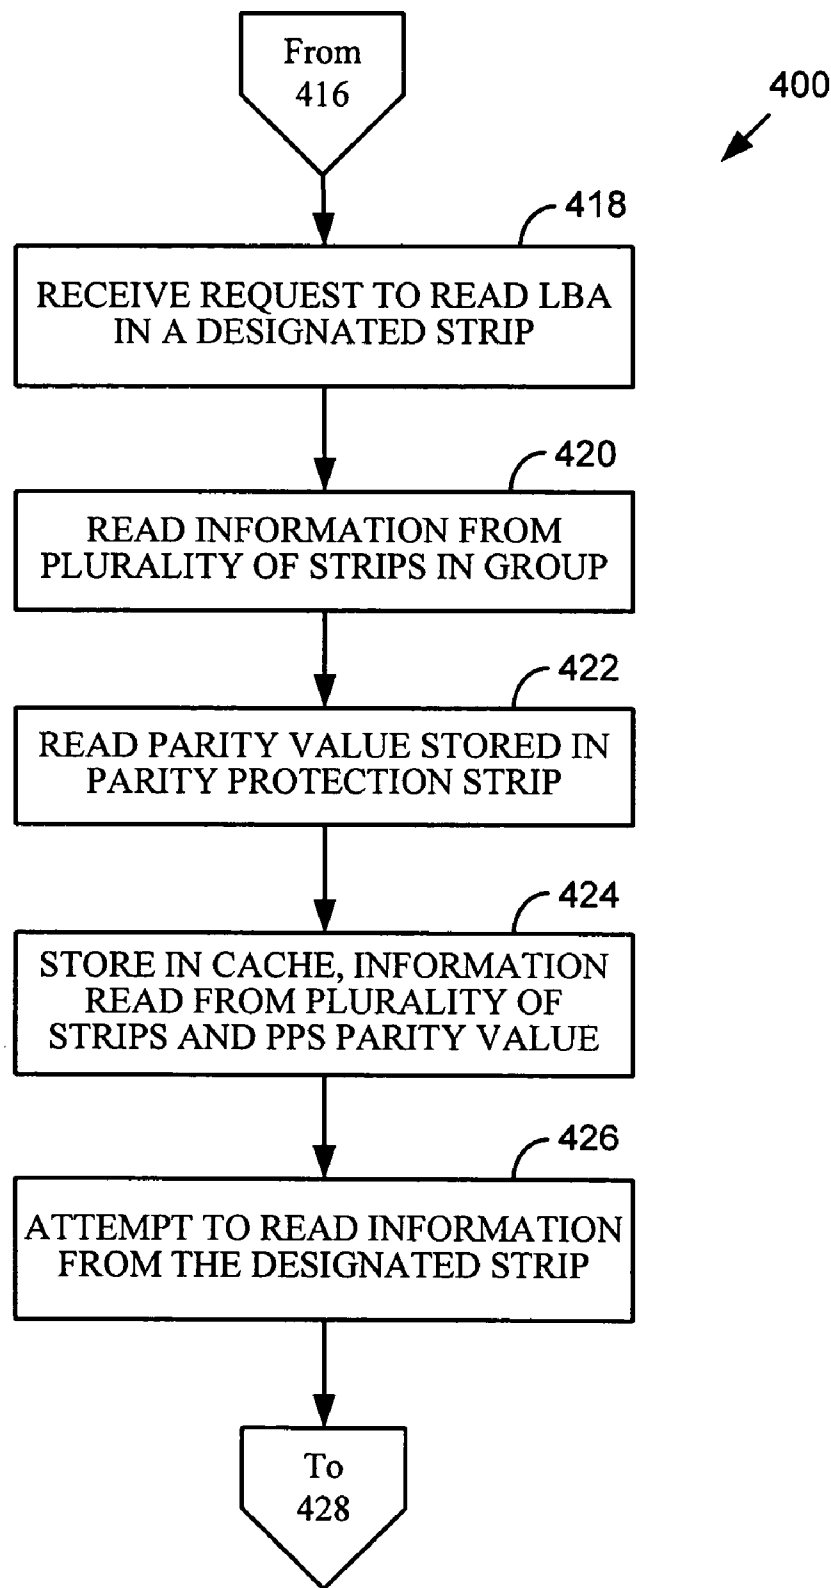 From
416
400
418
RECEIVE REQUEST TO READ LBA
IN A DESIGNATED STRIP
420
READ INFORMATION FROM
PLURALITY OF STRIPS IN GROUP
422
READ PARITY VALUE STORED IN
PARITY PROTECTION STRIP
424
STORE IN CACHE, INFORMATION
READ FROM PLURALITY OF
STRIPS AND PPS PARITY VALUE
426
ATTEMPT TO READ INFORMATION
FROM THE DESIGNATED STRIP
To
428